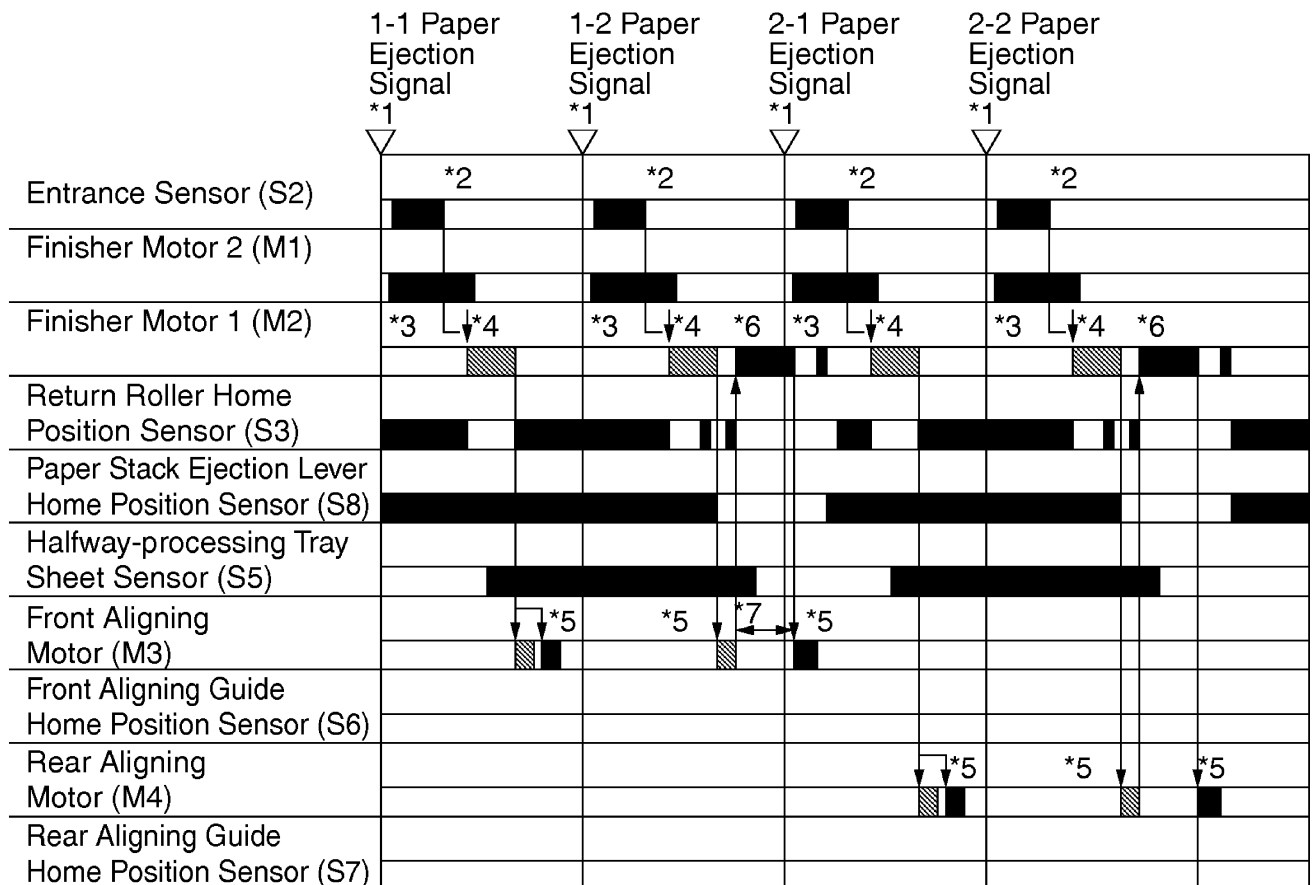 1-1 Paper
Ejection
Signal
*1
1-2 Paper
Ejection
Signal
*1
2-1 Paper
Ejection
Signal
*1
2-2 Paper
Ejection
Signal
*1
Entrance Sensor (S2)
*2 *2 *2 *2
Finisher Motor 2 (M1)
Finisher Motor 1 (M2)
*3 *4 *3 *4 *6 *3 *4 *3 *4 *6
Return Roller Home
Position Sensor (S3)
Paper Stack Ejection Lever
Home Position Sensor (S8)
Halfway-processing Tray
Sheet Sensor (S5)
Front Aligning
Motor (M3)
*5 *5 *7 *5
Front Aligning Guide
Home Position Sensor (S6)
Rear Aligning
Motor (M4)
*5 *5 *5
Rear Aligning Guide
Home Position Sensor (S7)